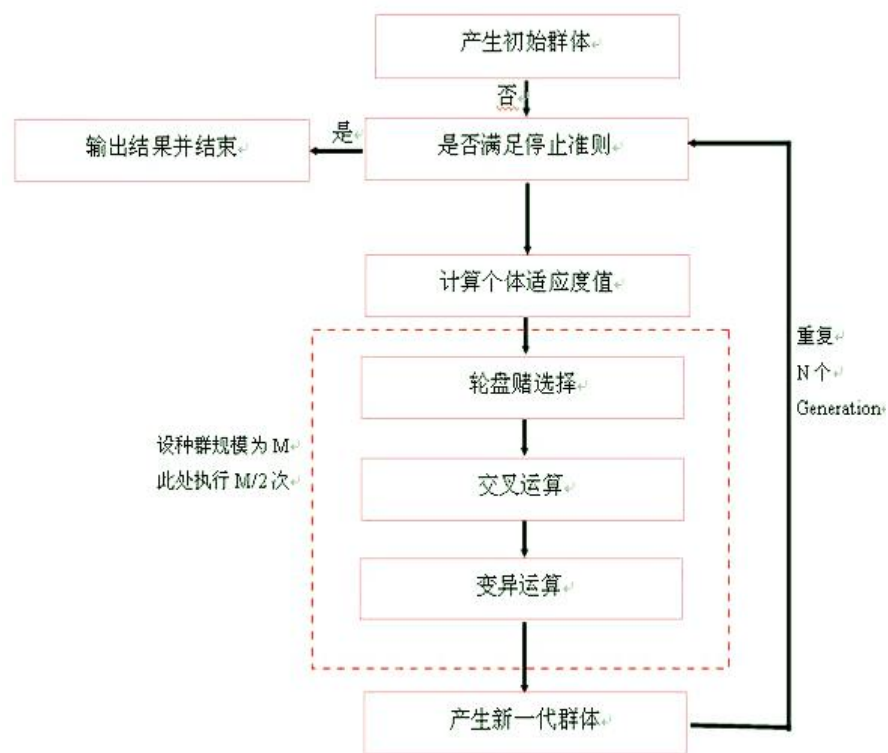 产生初始群体
否
输出结果并结束
是
是否满足停止准则
计算个体适应度值
重复
N 个
Generation
轮盘赌选择
设种群规模为 M
此处执行 M/2 次
交叉运算
变异运算
产生新一代群体